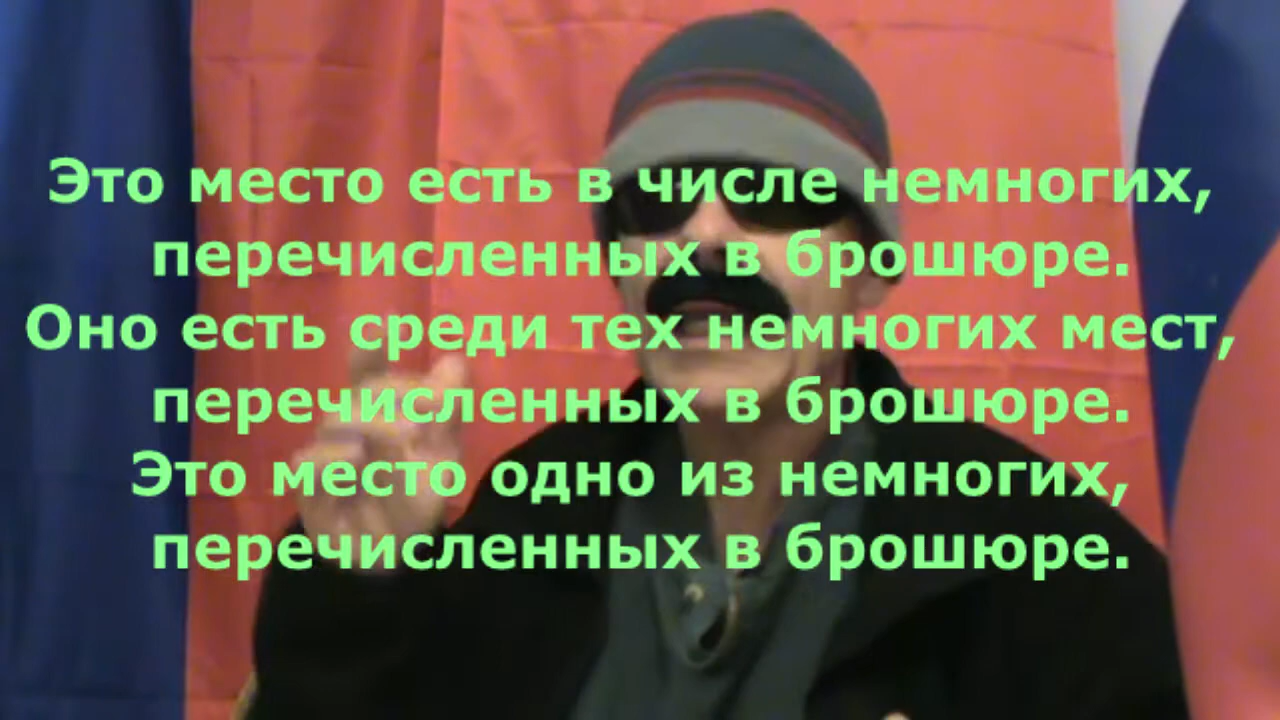 Это место есть в числе немногих,
перечисленных в брошюре.
Оно есть среди тех немногих мест,
перечисленных в брошюре.
Это место одно из немногих,
перечисленных в брошюре.